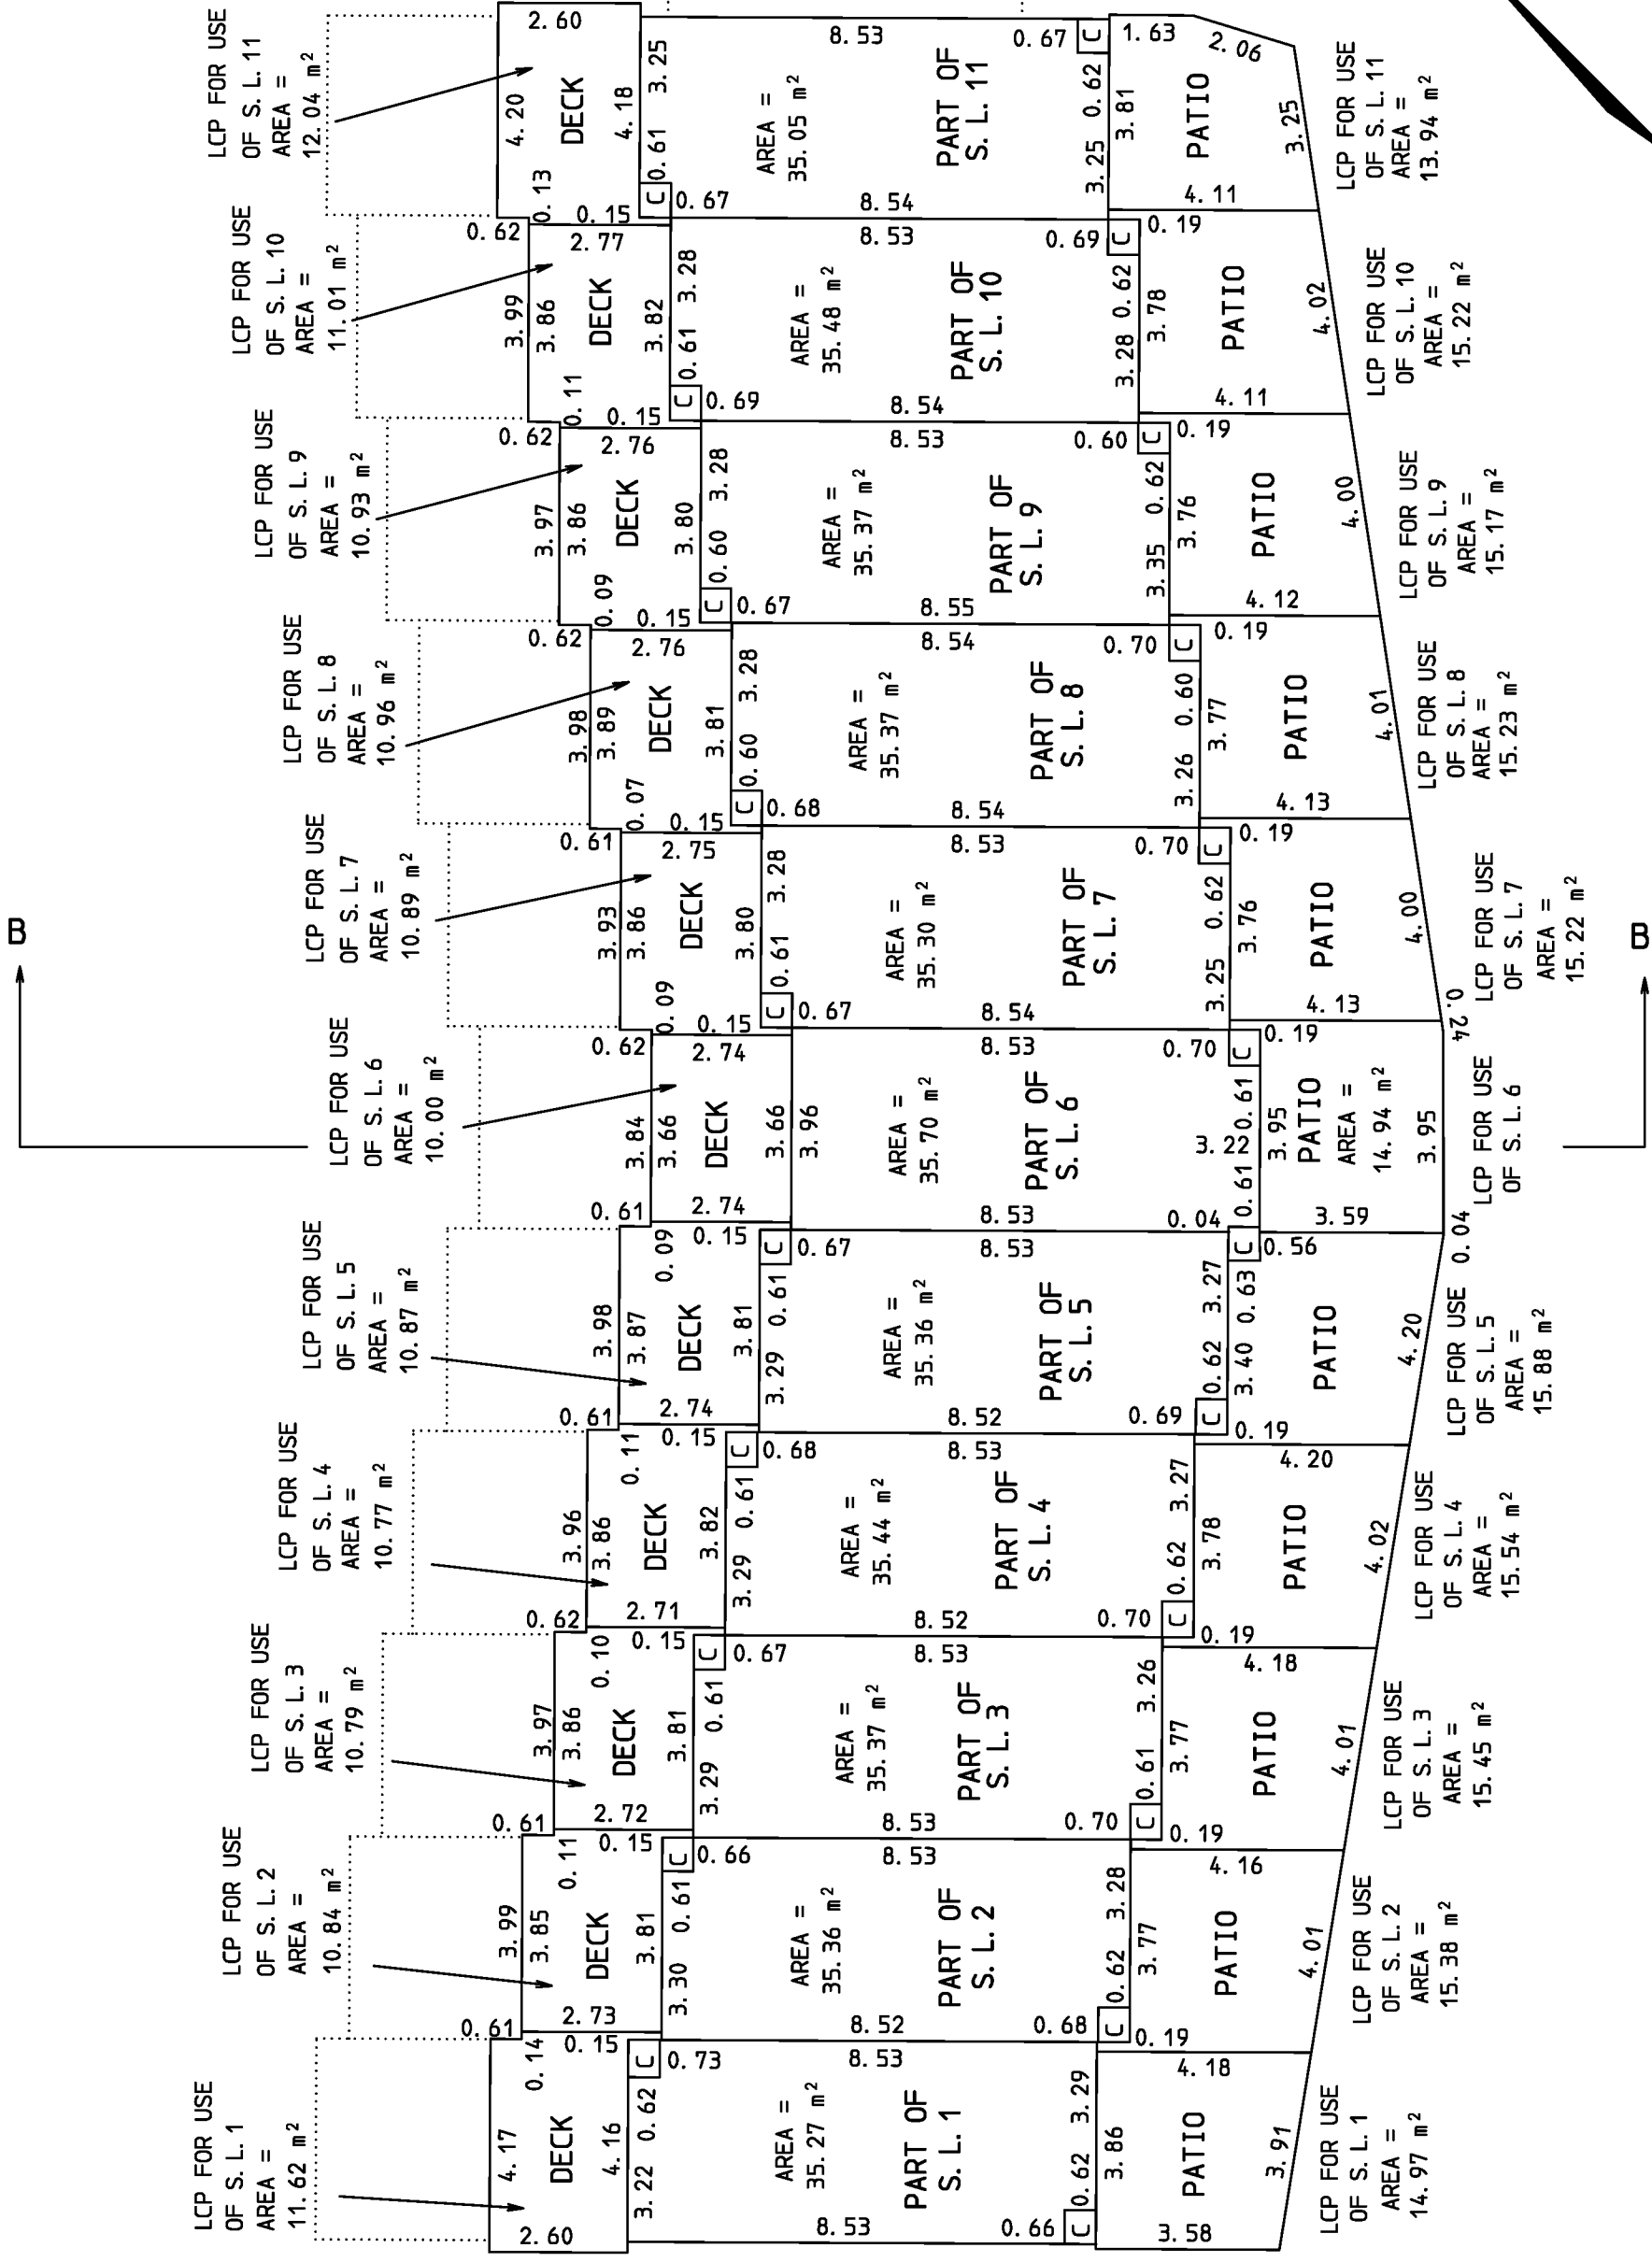 LCP FOR USE
OF S. L. 11
AREA =
12. 04 m²
2. 60
4. 20
DECK
4. 18
0. 13
0. 15
0. 61 3. 25
C
0. 67
8. 53
AREA =
35. 05 m²
PART OF
S. L. 11
8. 54
0. 67
C
3. 25 0. 62
3. 81
1. 63
2. 06
PATIO
3. 25
4. 11
LCP FOR USE
OF S. L. 11
AREA =
13. 94 m²
LCP FOR USE
OF S. L. 10
AREA =
11. 01 m²
0. 62
2. 77
3. 99
3. 86
DECK
3. 82
0. 11
0. 15
0. 61 3. 28
C
0. 69
8. 53
AREA =
35. 48 m²
PART OF
S. L. 10
8. 54
0. 69
C
0. 19
3. 28 0. 62
3. 78
PATIO
4. 02
4. 11
LCP FOR USE
OF S. L. 10
AREA =
15. 22 m²
LCP FOR USE
OF S. L. 9
AREA =
10. 93 m²
0. 62
2. 76
3. 97
3. 86
DECK
3. 80
0. 09
0. 15
0. 60 3. 28
C
0. 67
8. 53
AREA =
35. 37 m²
PART OF
S. L. 9
8. 55
0. 60
C
0. 19
3. 35 0. 62
3. 76
PATIO
4. 00
4. 12
LCP FOR USE
OF S. L. 9
AREA =
15. 17 m²
LCP FOR USE
OF S. L. 8
AREA =
10. 96 m²
0. 62
2. 76
3. 98
3. 89
DECK
3. 81
0. 07
0. 15
0. 60 3. 28
C
0. 68
8. 54
AREA =
35. 37 m²
PART OF
S. L. 8
8. 54
0. 70
C
0. 19
3. 26 0. 60
3. 77
PATIO
4. 01
4. 13
LCP FOR USE
OF S. L. 8
AREA =
15. 23 m²
LCP FOR USE
OF S. L. 7
AREA =
10. 89 m²
0. 61
2. 75
3. 93
3. 86
DECK
3. 80
0. 09
0. 15
0. 61 3. 28
C
0. 67
8. 53
AREA =
35. 30 m²
PART OF
S. L. 7
8. 54
0. 70
C
0. 19
3. 25 0. 62
3. 76
PATIO
4. 00
4. 13
LCP FOR USE
OF S. L. 7
AREA =
15. 22 m²
B
B
LCP FOR USE
OF S. L. 6
AREA =
10. 00 m²
0. 62
2. 74
3. 84
3. 66
DECK
3. 66
3. 96
2. 74
8. 53
AREA =
35. 70 m²
PART OF
S. L. 6
8. 53
0. 70
C
0. 19
0. 24
0. 61 3. 22 0. 61
3. 95
PATIO
AREA =
14. 94 m²
3. 95
0. 04
3. 59
0. 04
LCP FOR USE
OF S. L. 6
LCP FOR USE
OF S. L. 5
AREA =
10. 87 m²
0. 61
0. 09
0. 15
3. 98
3. 87
DECK
3. 81
2. 74
C
0. 67
3. 29 0. 61
8. 53
AREA =
35. 36 m²
PART OF
S. L. 5
8. 52
0. 69
C
0. 62 3. 27
C
0. 56
3. 40 0. 63
PATIO
4. 20
0. 19
LCP FOR USE
OF S. L. 5
AREA =
15. 88 m²
LCP FOR USE
OF S. L. 4
AREA =
10. 77 m²
0. 61
0. 11
0. 15
3. 96
3. 86
DECK
3. 82
2. 71
C
0. 68
3. 29 0. 61
8. 53
AREA =
35. 44 m²
PART OF
S. L. 4
8. 52
0. 70
C
0. 62 3. 27
3. 78
4. 20
PATIO
4. 02
0. 19
LCP FOR USE
OF S. L. 4
AREA =
15. 54 m²
LCP FOR USE
OF S. L. 3
AREA =
10. 79 m²
0. 62
0. 10
0. 15
3. 97
3. 86
DECK
3. 81
2. 72
C
0. 67
3. 29 0. 61
8. 53
AREA =
35. 37 m²
PART OF
S. L. 3
8. 53
0. 70
C
0. 61 3. 26
3. 77
4. 18
PATIO
4. 01
0. 19
LCP FOR USE
OF S. L. 3
AREA =
15. 45 m²
LCP FOR USE
OF S. L. 2
AREA =
10. 84 m²
0. 61
0. 11
0. 15
3. 99
3. 85
DECK
3. 81
2. 73
C
0. 66
3. 30 0. 61
8. 53
AREA =
35. 36 m²
PART OF
S. L. 2
8. 52
0. 68
C
0. 62 3. 28
3. 77
4. 16
PATIO
4. 01
0. 19
LCP FOR USE
OF S. L. 2
AREA =
15. 38 m²
LCP FOR USE
OF S. L. 1
AREA =
11. 62 m²
0. 61
0. 14
0. 15
4. 17
DECK
4. 16
2. 60
C
0. 73
3. 22 0. 62
8. 53
AREA =
35. 27 m²
PART OF
S. L. 1
8. 53
0. 66
C
0. 62 3. 29
3. 86
4. 18
PATIO
3. 91
3. 58
LCP FOR USE
OF S. L. 1
AREA =
14. 97 m²